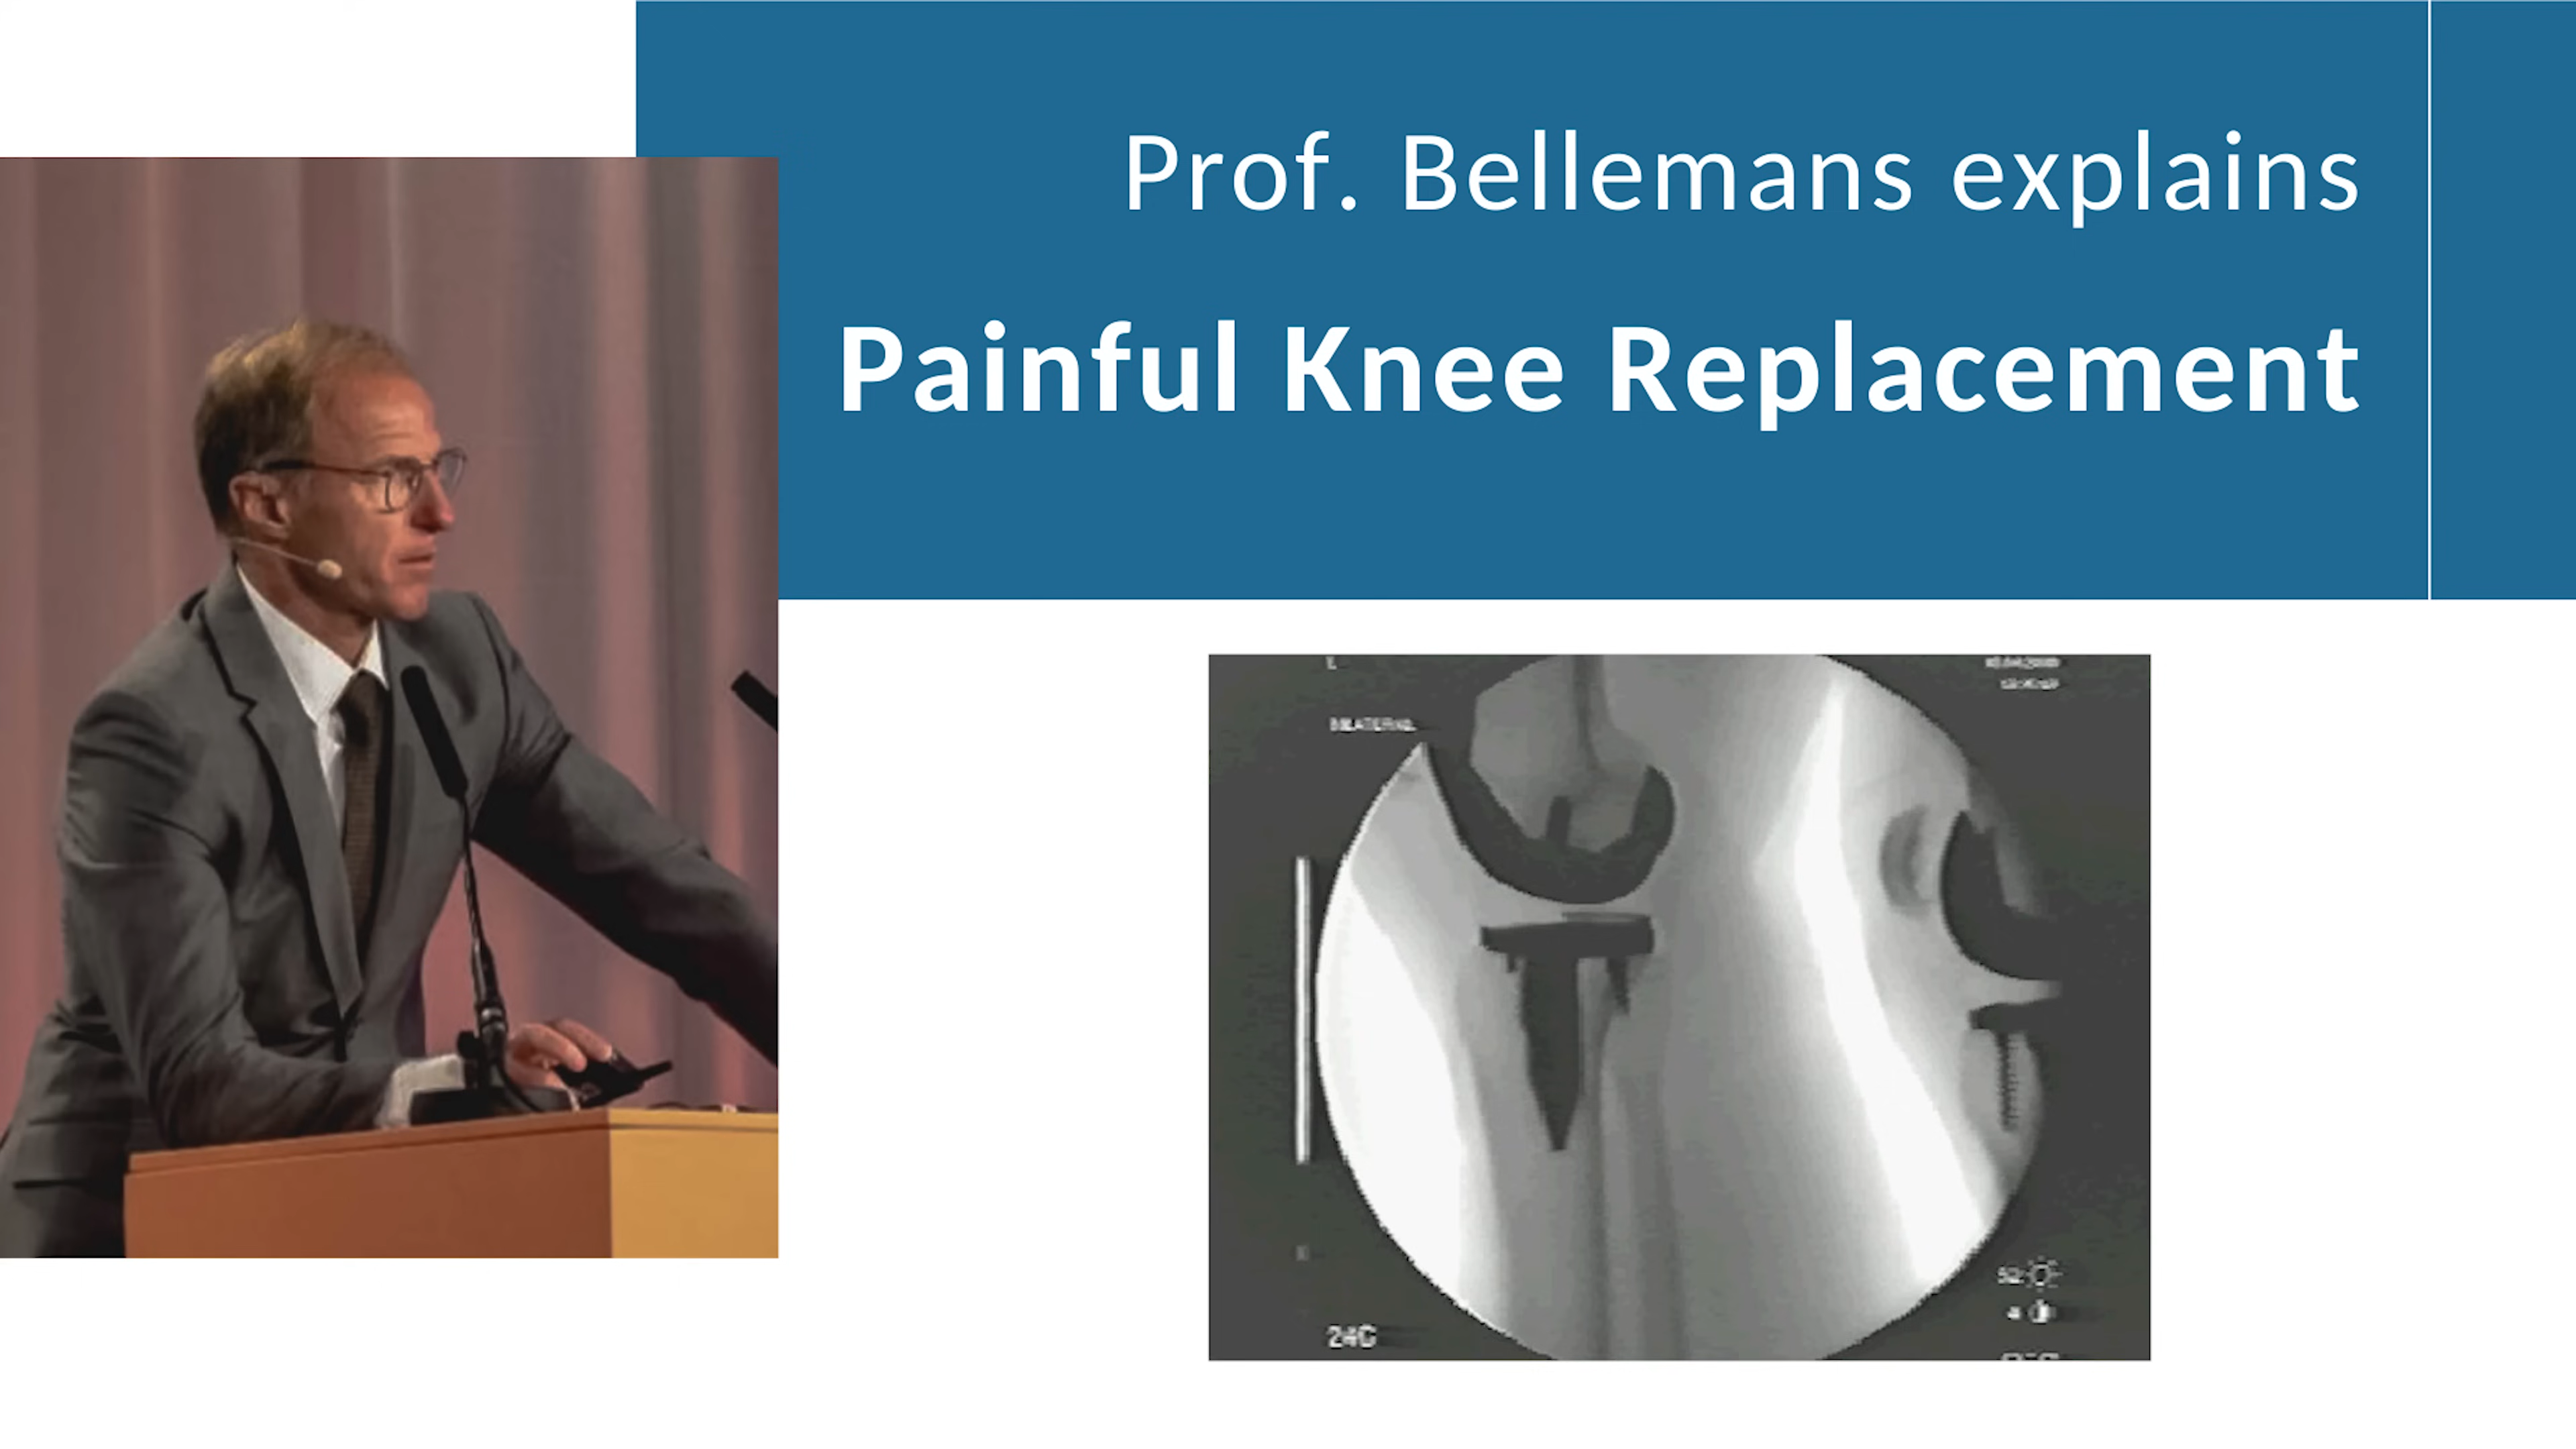 Prof. Bellemans explains
Painful Knee Replacement
L
BILATERAL
24C